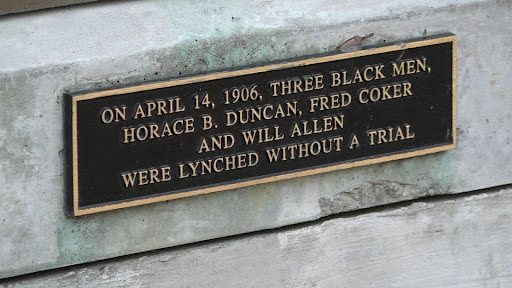 ON APRIL 14, 1906, THREE BLACK MEN,
HORACE B. DUNCAN, FRED COKER
AND WILL ALLEN
WERE LYNCHED WITHOUT A TRIAL